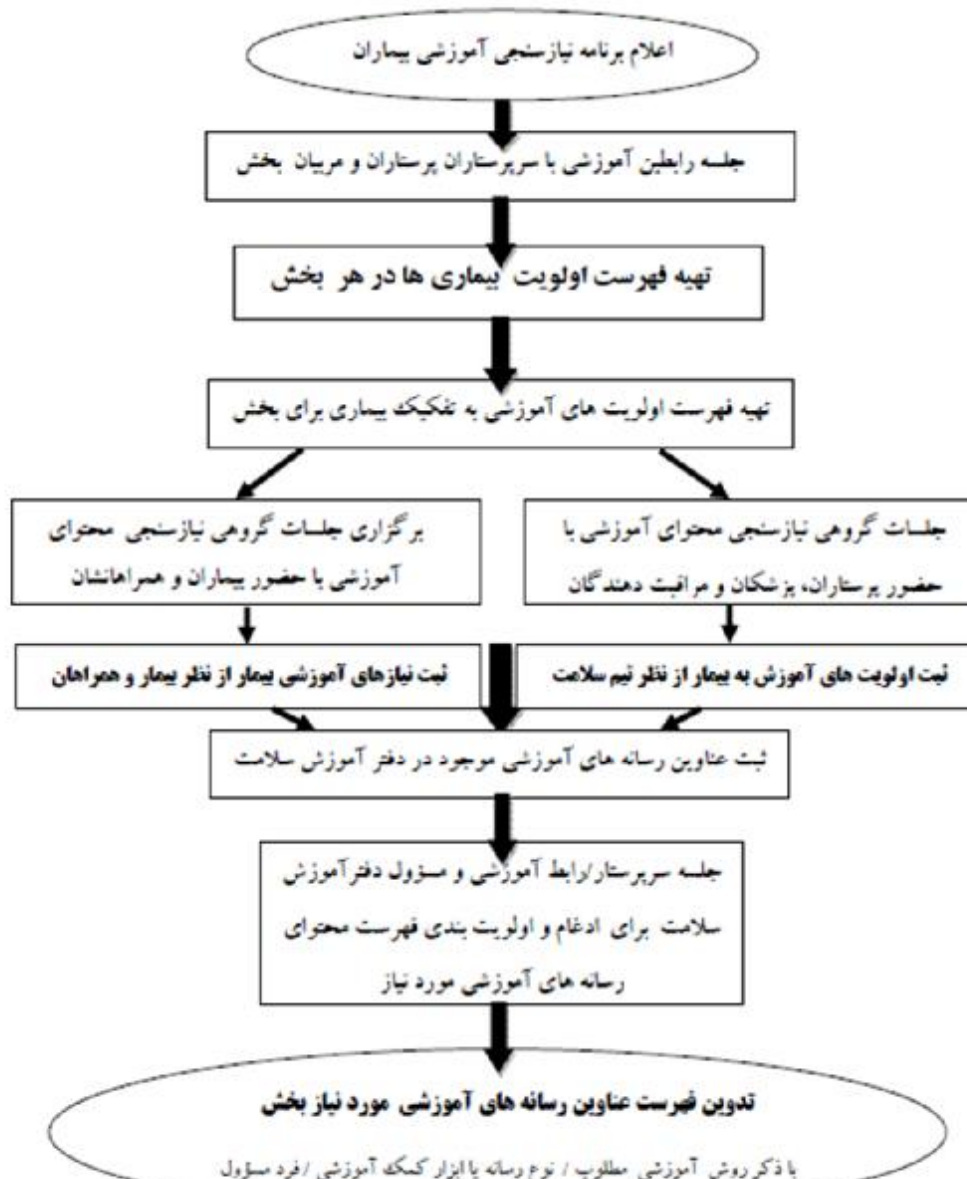 اعلام برنامه نیازسنجی آموزشی بیماران
جلسه رابطین آموزشی با سرپرستاران پرستاران و مربیان بخش
تهیه فهرست اولویت بیماری ها در هر بخش
تهیه فهرست اولویت های آموزشی به تفکیک بیماری برای بخش
جلسات گروهی نیازسنجی محتوای آموزشی با
حضور پرستاران، پزشکان و مراقبت دهندگان
برگزاری جلسات گروهی نیازسنجی محتوای
آموزشی با حضور بیماران و همراهانشان
ثبت اولویت های آموزش به بیمار از نظر تیم سلامت
ثبت نیازهای آموزشی بیمار از نظر بیمار و همراهان
ثبت عناوین رسانه های آموزشی موجود در دفتر آموزش سلامت
جلسه سرپرستار/رابط آموزشی و مسؤول دفترآموزش
سلامت برای ادغام و اولویت بندی فهرست محتوای
رسانه های آموزشی مورد نیاز
تدوین فهرست عناوین رسانه های آموزشی مورد نیاز بخش
با ذکر روش آموزشی مطلوب / نوع رسانه یا ابزار کمک آموزشی / فرد مسؤول